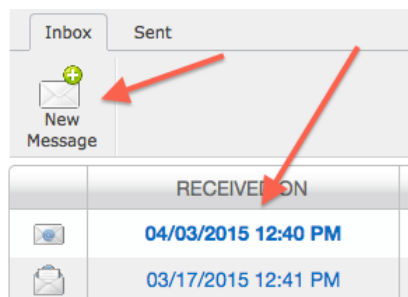 Inbox Sent
New
Message
RECEIVED ON
04/03/2015 12:40 PM
03/17/2015 12:41 PM